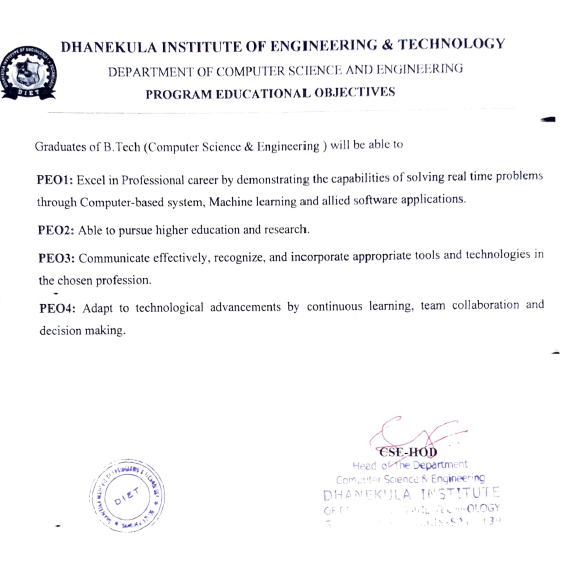 DHANEKULA INSTITUTE OF ENGINEERING & TECHNOLOGY
DEPARTMENT OF COMPUTER SCIENCE AND ENGINEERING
PROGRAM EDUCATIONAL OBJECTIVES
DIET
Graduates of B.Tech (Computer Science & Engineering ) will be able to
PEO1: Excel in Professional career by demonstrating the capabilities of solving real time problems
through Computer-based system, Machine learning and allied software applications.
PEO2: Able to pursue higher education and research.
PEO3: Communicate effectively, recognize, and incorporate appropriate tools and technologies in
the chosen profession.
PEO4: Adapt to technological advancements by continuous learning, team collaboration and
decision making.
CSE-HOD
Head of The Department
Computer Science & Engineering
DHANEKULA INSTITUTE
DIET